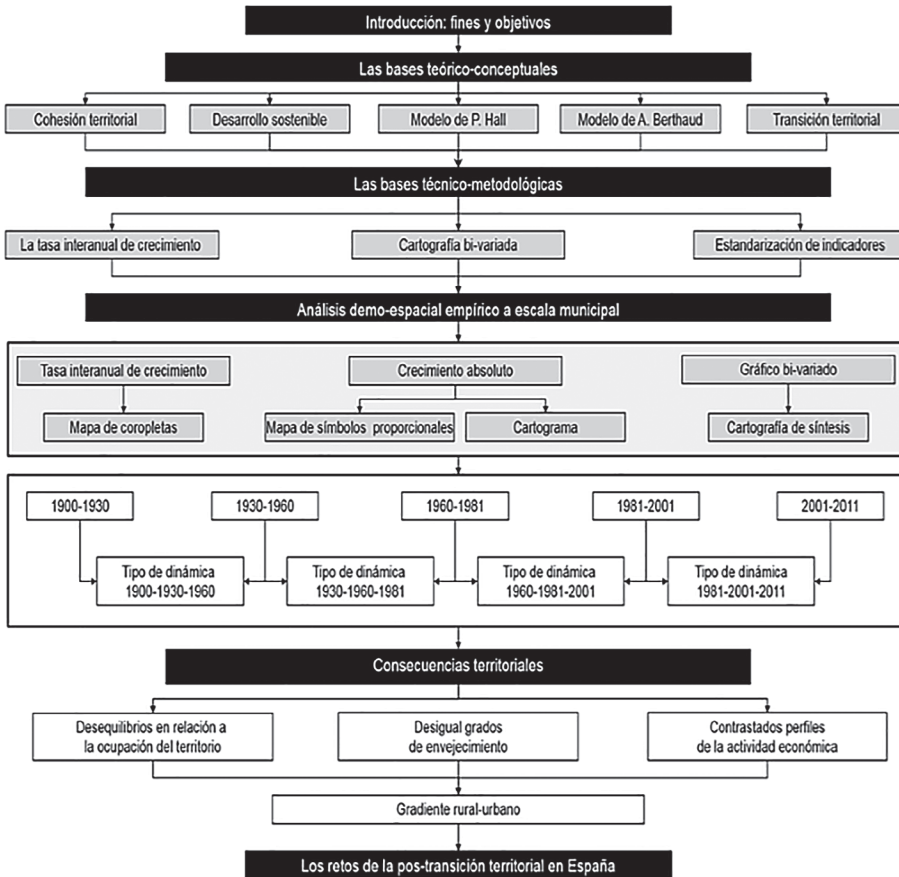 Introducción: fines y objetivos
Las bases teórico-conceptuales
Cohesión territorial
Desarrollo sostenible
Modelo de P. Hall
Modelo de A. Berthaud
Transición territorial
Las bases técnico-metodológicas
La tasa interanual de crecimiento
Cartografía bi-variada
Estandarización de indicadores
Análisis demo-espacial empírico a escala municipal
Tasa interanual de crecimiento
Crecimiento absoluto
Gráfico bi-variado
Mapa de coropletas
Mapa de símbolos proporcionales
Cartograma
Cartografía de síntesis
1900-1930
1930-1960
1960-1981
1981-2001
2001-2011
Tipo de dinámica
1900-1930-1960
Tipo de dinámica
1930-1960-1981
Tipo de dinámica
1960-1981-2001
Tipo de dinámica
1981-2001-2011
Consecuencias territoriales
Desequilibrios en relación a
la ocupación del territorio
Desigual grados
de envejecimiento
Contrastados perfiles
de la actividad económica
Gradiente rural-urbano
Los retos de la pos-transición territorial en España